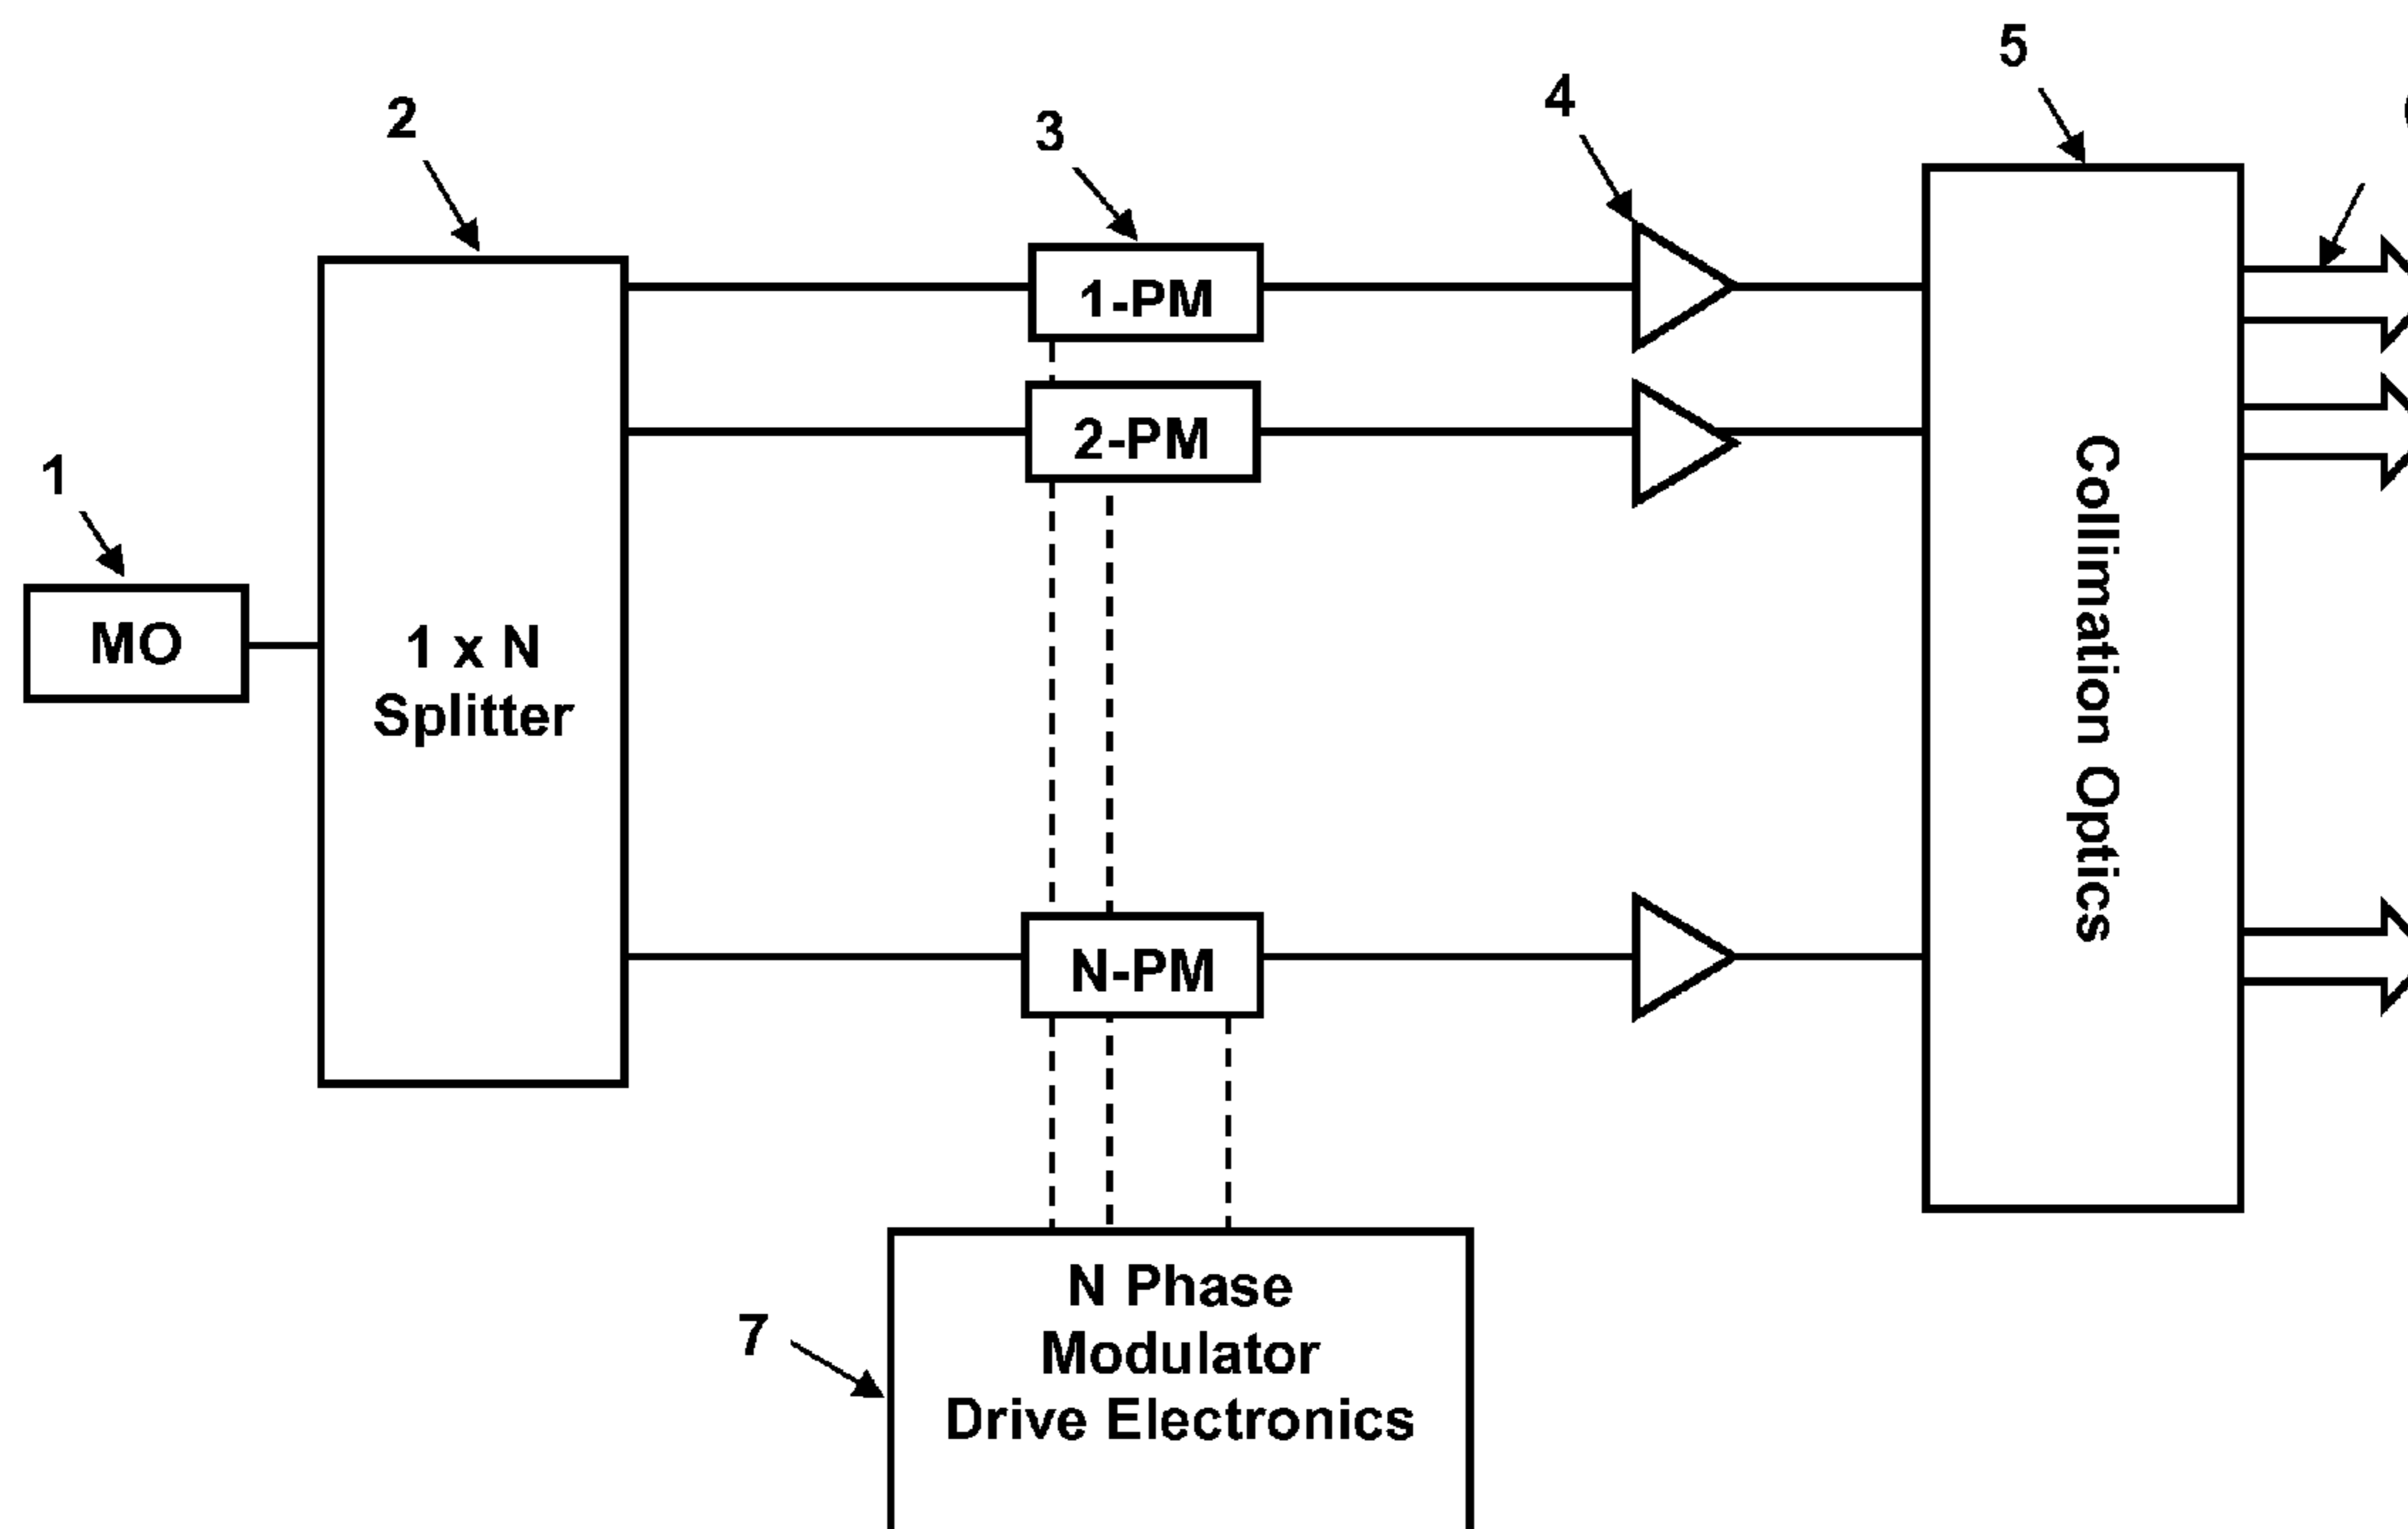 5
4
2
3
1-PM
2-PM
1
MO
1 x N
Splitter
Collimation Optics
N-PM
N Phase
7
Modulator
Drive Electronics